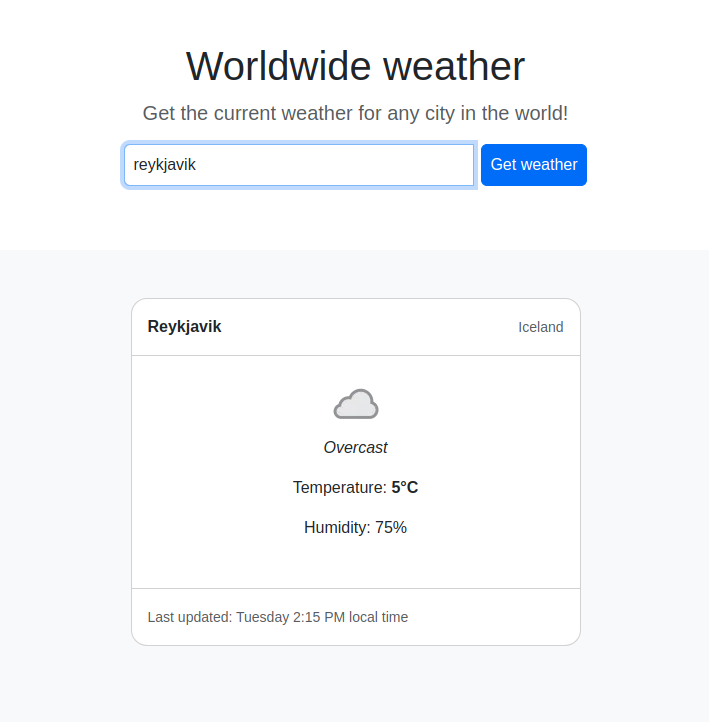 Worldwide weather
Get the current weather for any city in the world!
reykjavik
Get weather
Reykjavik
Iceland
Overcast
Temperature: 5°C
Humidity: 75%
Last updated: Tuesday 2:15 PM local time